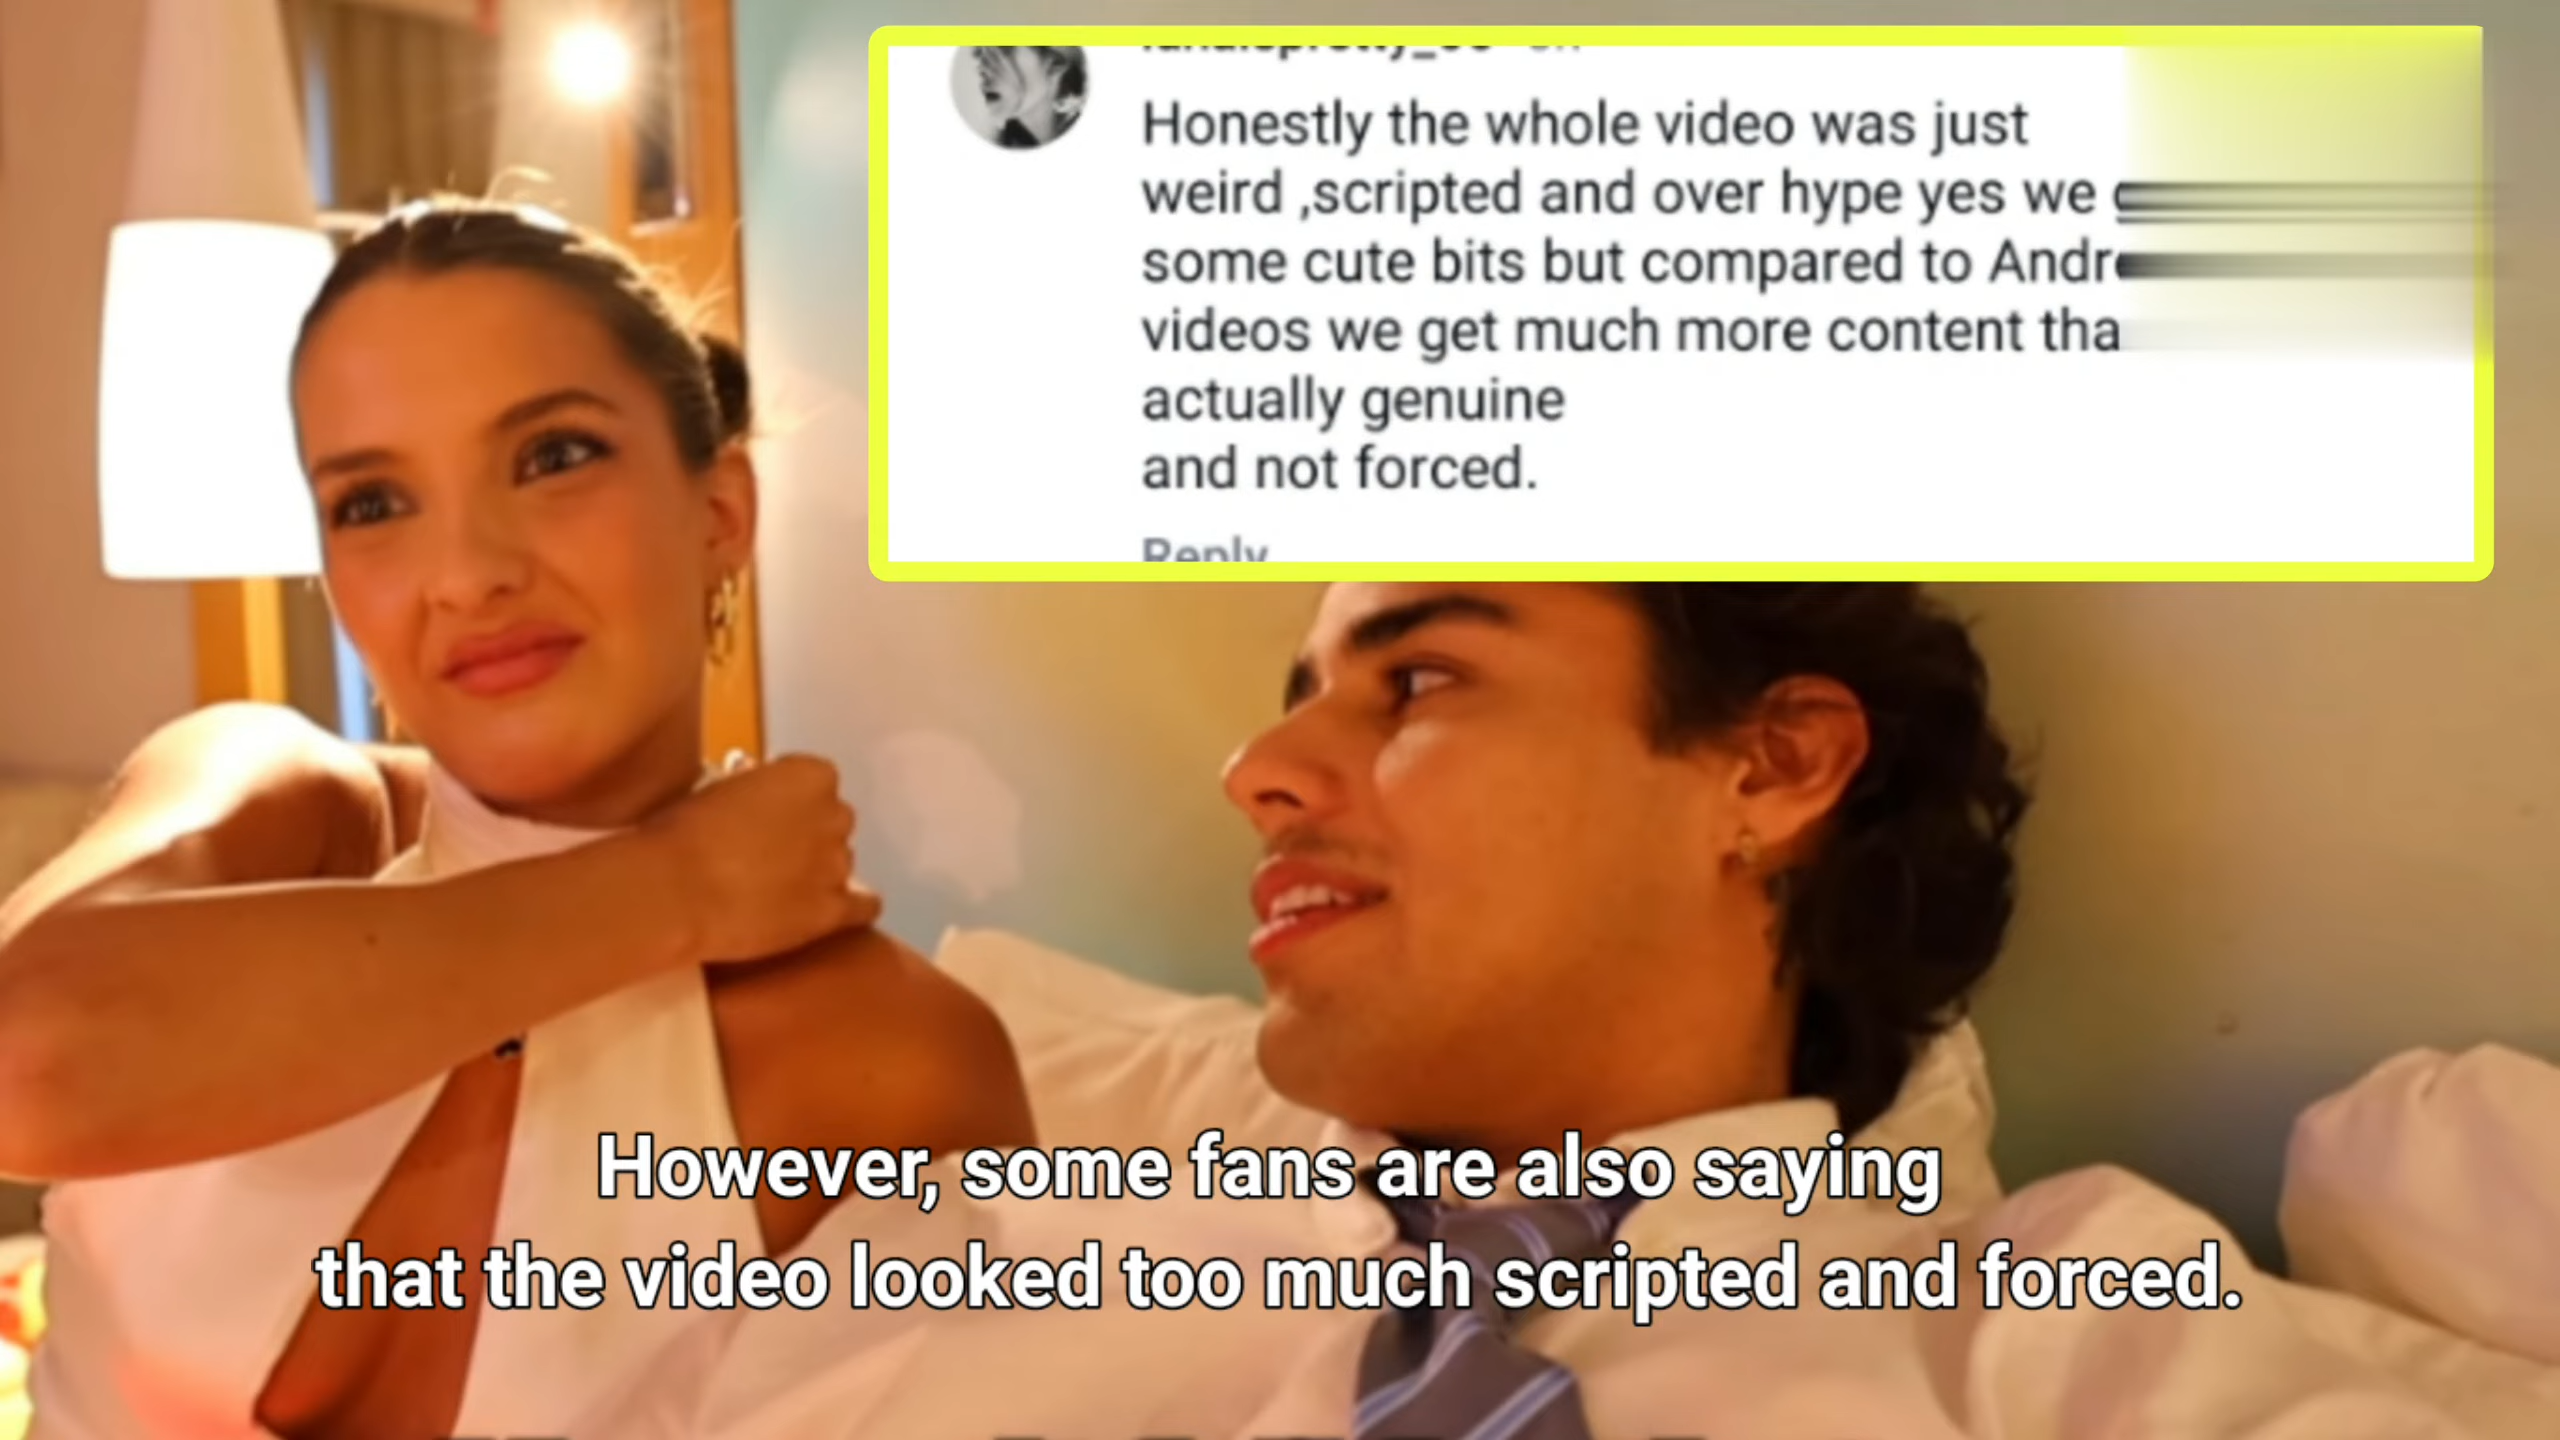 Honestly the whole video was just
weird ,scripted and over hype yes we
some cute bits but compared to
videos we get much more content
actually genuine
and not forced.
Reply
However, some fans are also saying
that the video looked too much scripted and forced.